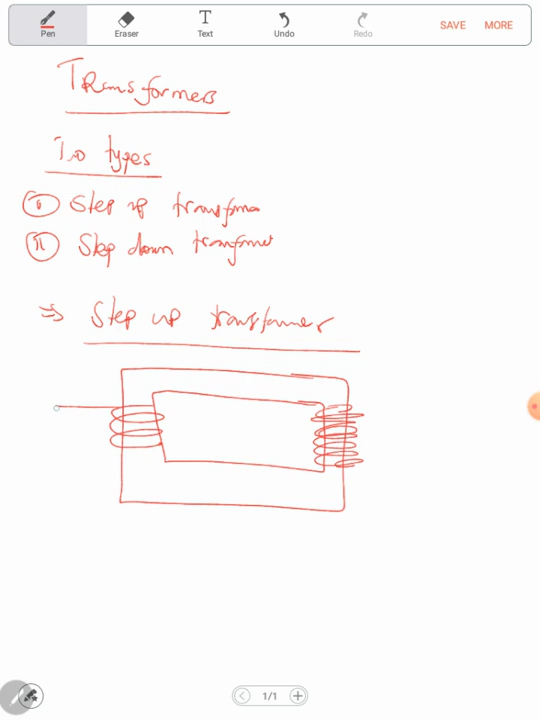 Pen Eraser Text Undo Redo SAVE MORE
Transformers
Two types
(i) Step up transformer
(ii) Step down transformer
⇒ Step up transformer
1/1